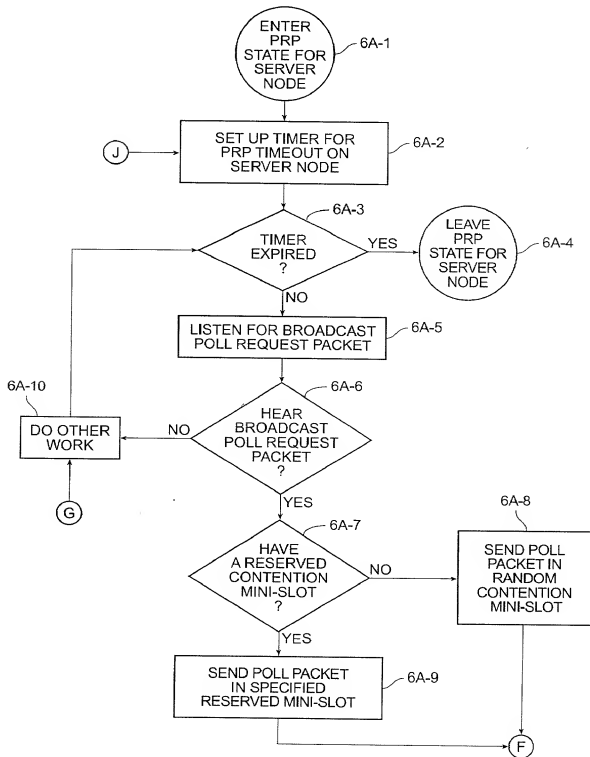 ENTER
PRP
STATE FOR
SERVER
NODE
6A-1
SET UP TIMER FOR
PRP TIMEOUT ON
SERVER NODE
6A-2
J
6A-3
TIMER
EXPIRED
?
YES
LEAVE
PRP
STATE FOR
SERVER
NODE
6A-4
NO
LISTEN FOR BROADCAST
POLL REQUEST PACKET
6A-5
6A-6
HEAR
BROADCAST
POLL REQUEST
PACKET
?
NO
6A-10
DO OTHER
WORK
G
YES
6A-7
HAVE
A RESERVED
CONTENTION
MINI-SLOT
?
NO
6A-8
SEND POLL
PACKET IN
RANDOM
CONTENTION
MINI-SLOT
YES
SEND POLL PACKET
IN SPECIFIED
RESERVED MINI-SLOT
6A-9
F